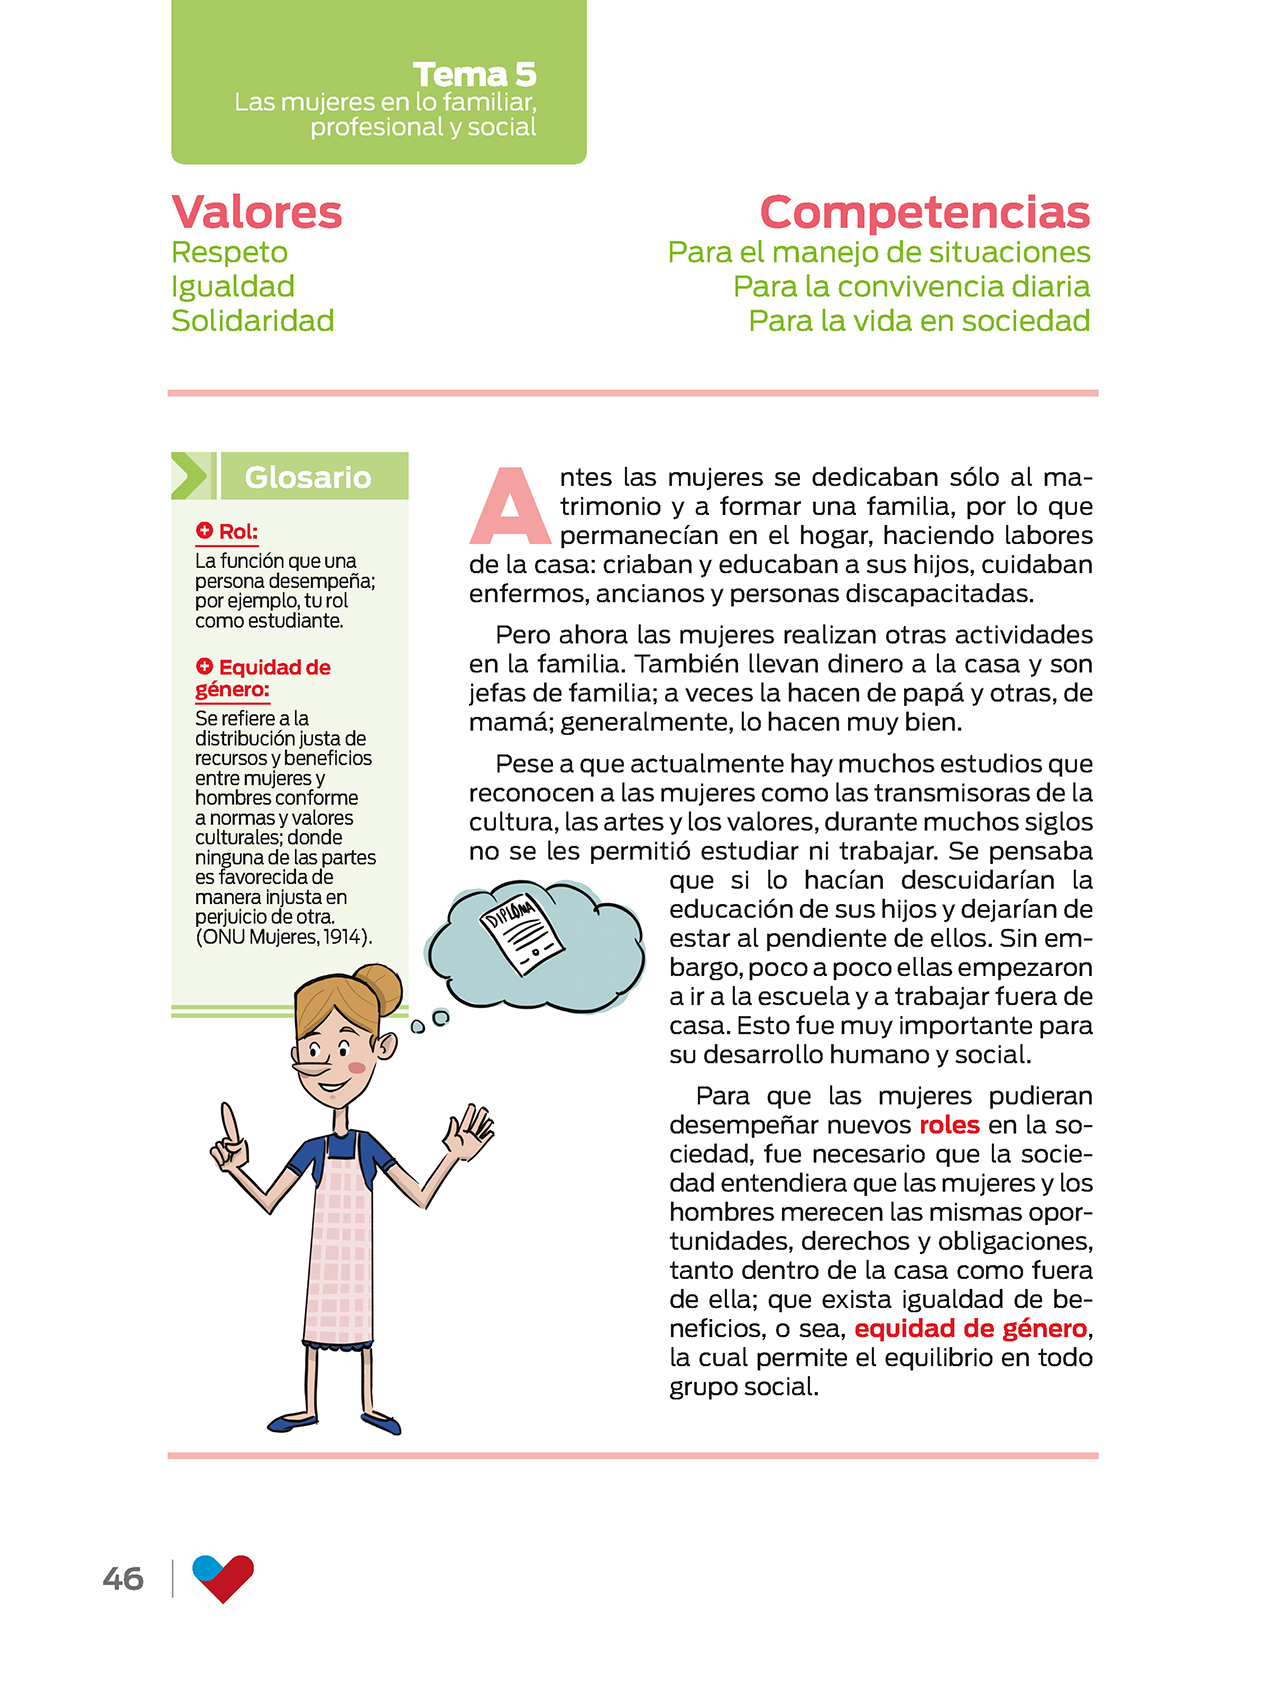 Tema 5
Las mujeres en lo familiar,
profesional y social
Valores
Respeto
Igualdad
Solidaridad
Competencias
Para el manejo de situaciones
Para la convivencia diaria
Para la vida en sociedad
Glosario
Rol:
La función que una
persona desempeña;
por ejemplo, tu rol
como estudiante.
Equidad de
género:
Se refiere a la
distribución justa de
recursos y beneficios
entre mujeres y
hombres conforme
a normas y valores
culturales; donde
ninguna de las partes
es favorecida de
manera injusta en
perjuicio de otra.
(ONU Mujeres, 1914).
Antes las mujeres se dedicaban sólo al ma-
trimonio y a formar una familia, por lo que
permanecían en el hogar, haciendo labores
de la casa: criaban y educaban a sus hijos, cuidaban
enfermos, ancianos y personas discapacitadas.
Pero ahora las mujeres realizan otras actividades
en la familia. También llevan dinero a la casa y son
jefas de familia; a veces la hacen de papá y otras, de
mamá; generalmente, lo hacen muy bien.
Pese a que actualmente hay muchos estudios que
reconocen a las mujeres como las transmisoras de la
cultura, las artes y los valores, durante muchos siglos
no se les permitió estudiar ni trabajar. Se pensaba
que si lo hacían descuidarían la
educación de sus hijos y dejarían de
estar al pendiente de ellos. Sin em-
bargo, poco a poco ellas empezaron
a ir a la escuela y a trabajar fuera de
casa. Esto fue muy importante para
su desarrollo humano y social.
Para que las mujeres pudieran
desempeñar nuevos roles en la so-
ciedad, fue necesario que la socie-
dad entendiera que las mujeres y los
hombres merecen las mismas opor-
tunidades, derechos y obligaciones,
tanto dentro de la casa como fuera
de ella; que exista igualdad de be-
neficios, o sea, equidad de género,
la cual permite el equilibrio en todo
grupo social.
DIPLOMA
46